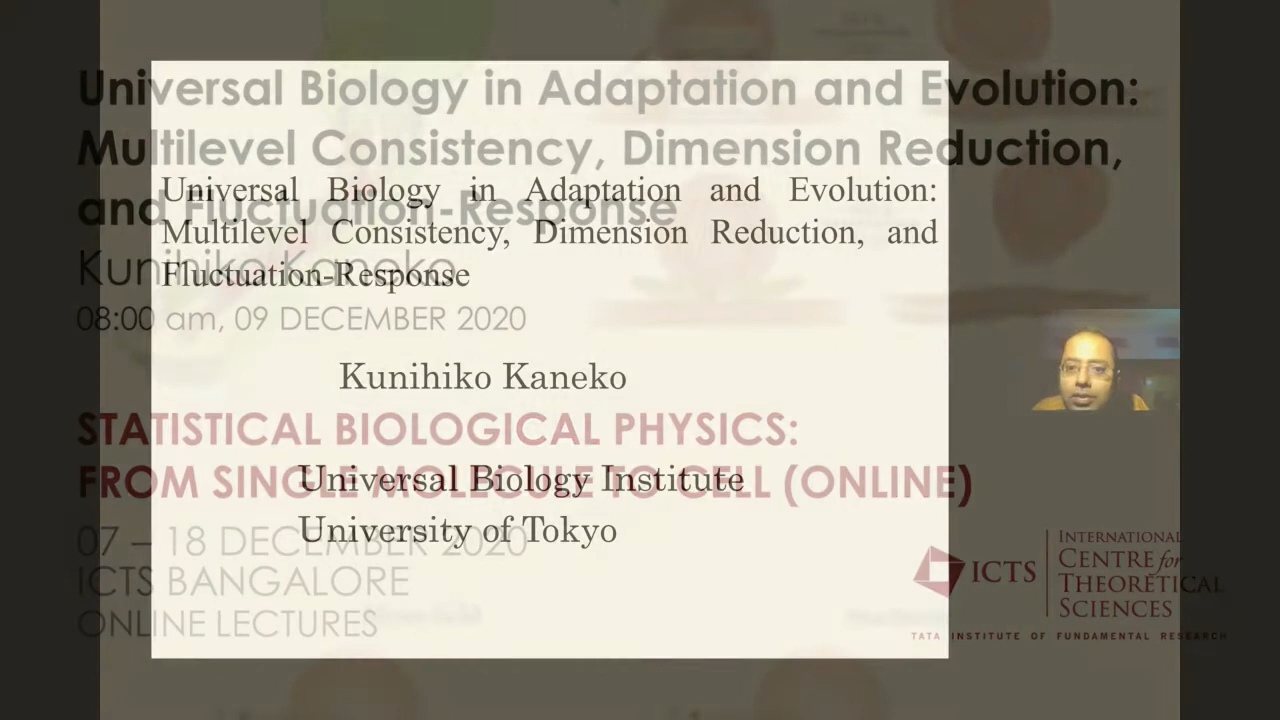 Universal Biology in Adaptation and Evolution:
Multilevel Consistency, Dimension Reduction,
and Fluctuation-Response
Kunihiko Kaneko
08:00 am, 09 DECEMBER 2020
STATISTICAL BIOLOGICAL PHYSICS:
FROM SINGLE MOLECULE TO CELL (ONLINE)
07 – 18 DECEMBER 2020
ICTS BANGALORE
ONLINE LECTURES
Universal Biology in Adaptation and Evolution:
Multilevel Consistency, Dimension Reduction, and
Fluctuation-Response
Kunihiko Kaneko
Universal Biology Institute
University of Tokyo
ICTS
INTERNATIONAL
CENTRE for
THEORETICAL
SCIENCES
TATA INSTITUTE OF FUNDAMENTAL RESEARCH